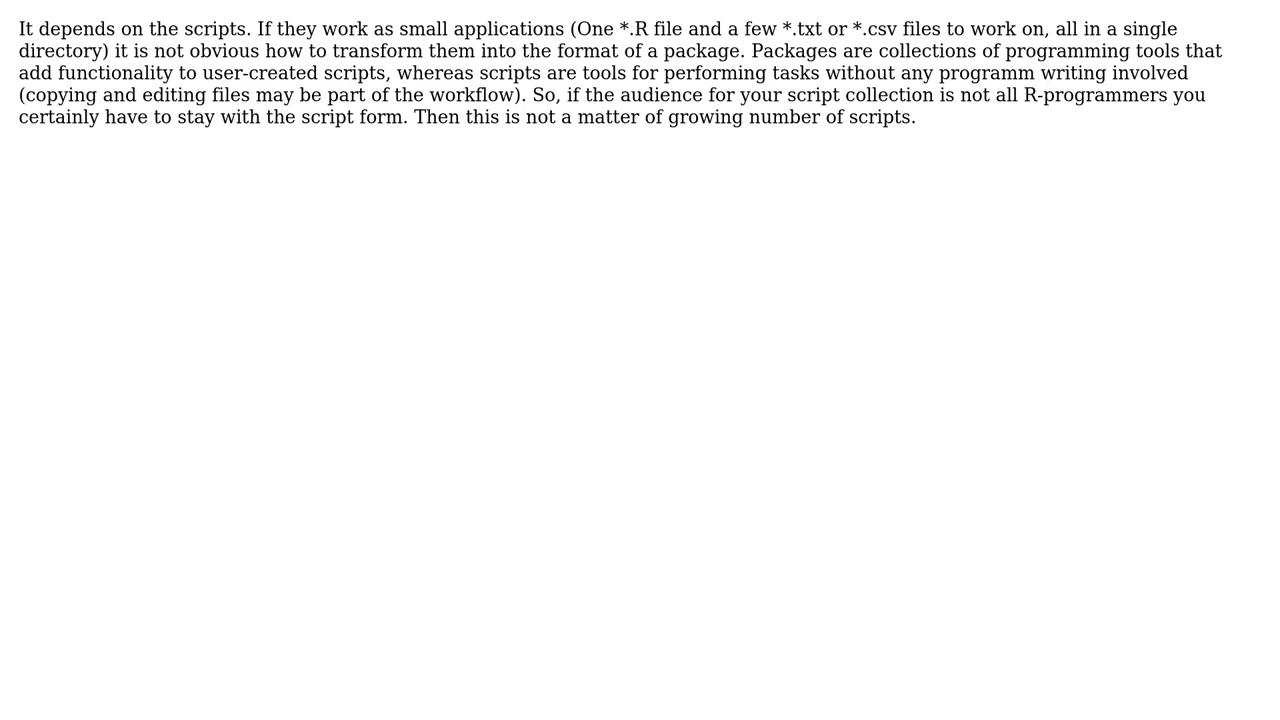 It depends on the scripts. If they work as small applications (One *.R file and a few *.txt or *.csv files to work on, all in a single
directory) it is not obvious how to transform them into the format of a package. Packages are collections of programming tools that
add functionality to user-created scripts, whereas scripts are tools for performing tasks without any programm writing involved
(copying and editing files may be part of the workflow). So, if the audience for your script collection is not all R-programmers you
certainly have to stay with the script form. Then this is not a matter of growing number of scripts.